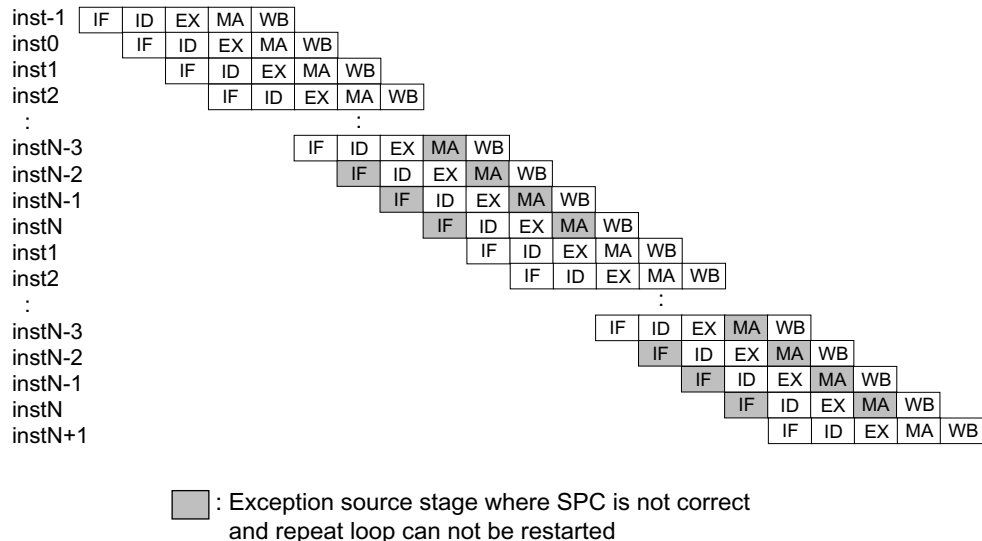 inst-1 IF ID EX MA WB
inst0 IF ID EX MA WB
inst1 IF ID EX MA WB
inst2 IF ID EX MA WB
: :
instN-3 IF ID EX MA WB
instN-2 IF ID EX MA WB
instN-1 IF ID EX MA WB
instN IF ID EX MA WB
inst1 IF ID EX MA WB
inst2 IF ID EX MA WB
: :
instN-3 IF ID EX MA WB
instN-2 IF ID EX MA WB
instN-1 IF ID EX MA WB
instN IF ID EX MA WB
instN+1 IF ID EX MA WB
: Exception source stage where SPC is not correct
and repeat loop can not be restarted